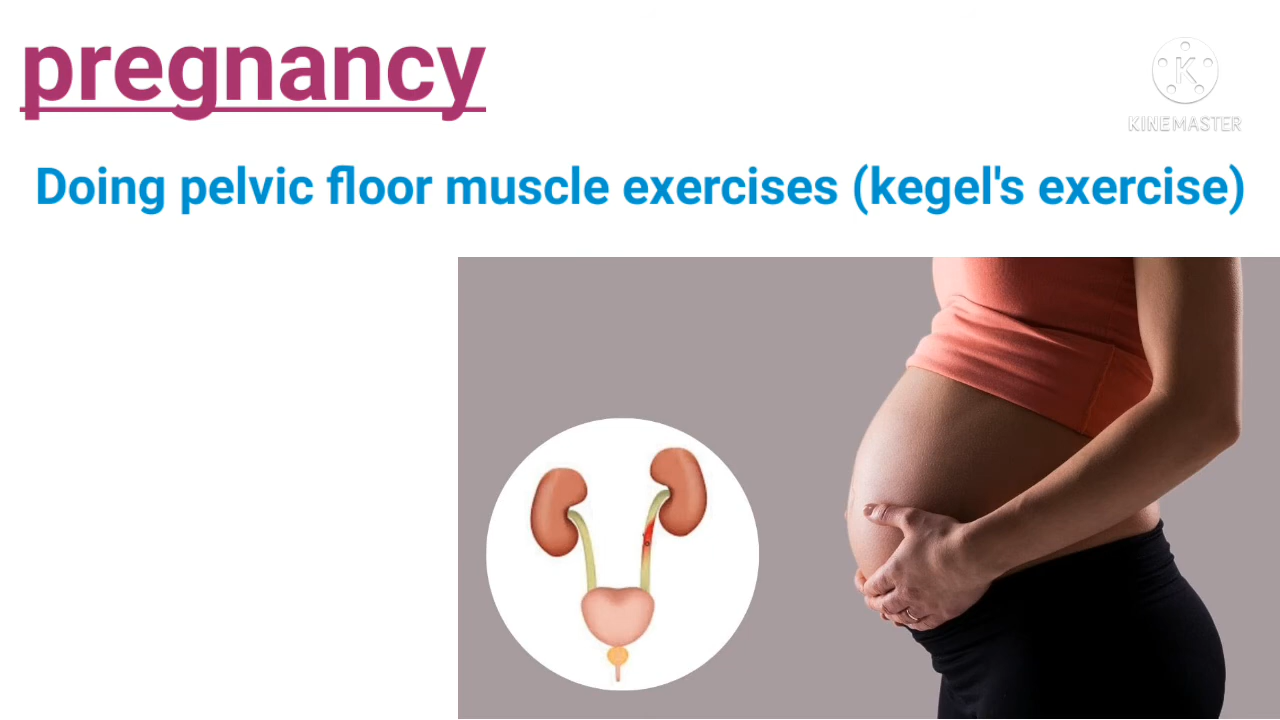 pregnancy
K
KINEMASTER
Doing pelvic floor muscle exercises (kegel's exercise)